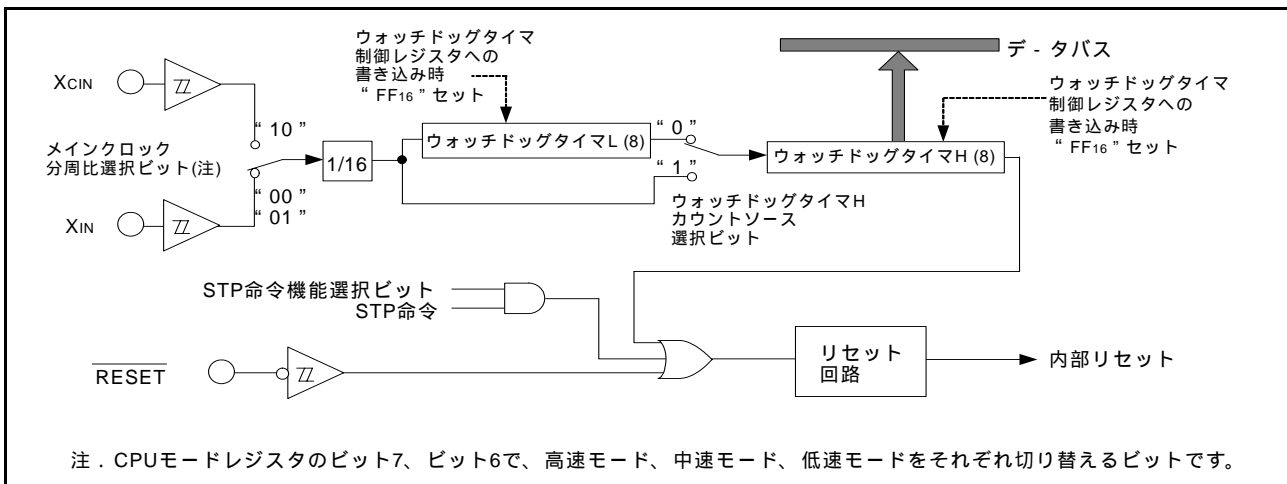 ウォッチドッグタイマ
制御レジスタへの
書き込み時
“ FF16 ” セット
デ - タバス
ウォッチドッグタイマ
制御レジスタへの
書き込み時
“ FF16 ” セット
XCIN
“ 10 ”
メインクロック
分周比選択ビット(注)
1/16
ウォッチドッグタイマL (8)
“ 0 ”
“ 1 ”
ウォッチドッグタイマH (8)
“ 00 ”
“ 01 ”
XIN
ウォッチドッグタイマH
カウントソース
選択ビット
STP命令機能選択ビット
STP命令
RESET
リセット
回路
内部リセット
注 . CPUモードレジスタのビット7、ビット6で、高速モード、中速モード、低速モードをそれぞれ切り替えるビットです。